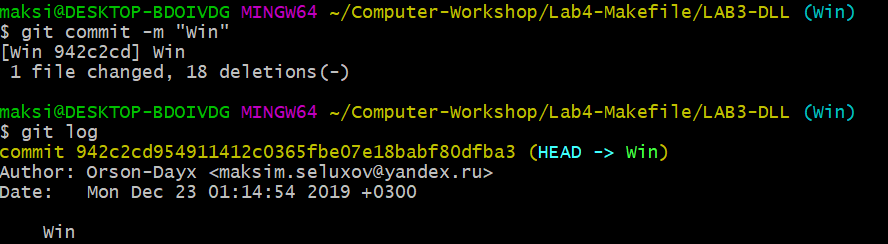 maksi@DESKTOP-BDOIVDG MINGW64 ~/Computer-Workshop/Lab4-Makefile/LAB3-DLL (Win)
$ git commit -m "Win"
[Win 942c2cd] Win
 1 file changed, 18 deletions(-)
maksi@DESKTOP-BDOIVDG MINGW64 ~/Computer-Workshop/Lab4-Makefile/LAB3-DLL (Win)
$ git log
commit 942c2cd954911412c0365fbe07e18babf80dfba3 (HEAD -> Win)
Author: Orson-Dayx <maksim.seluxov@yandex.ru>
Date:   Mon Dec 23 01:14:54 2019 +0300
    Win